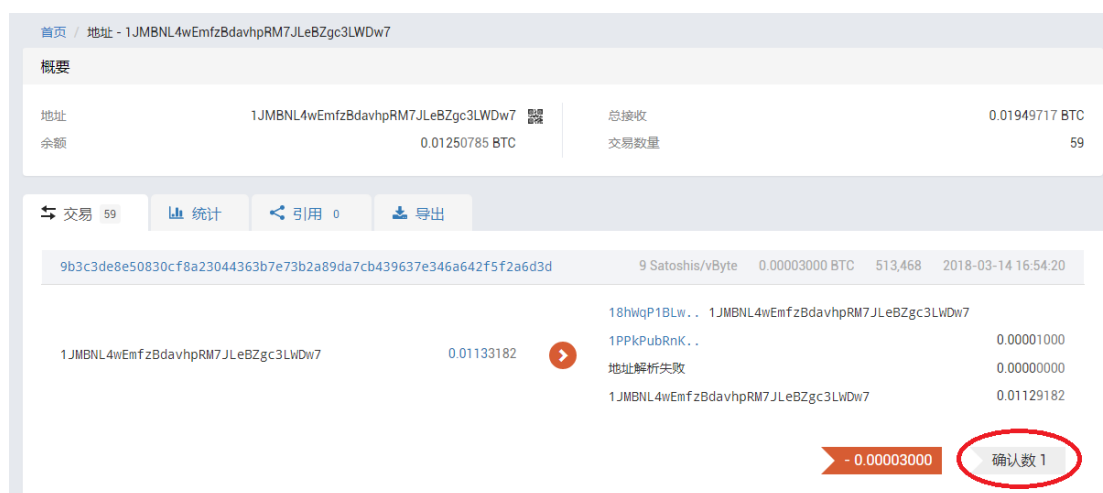 首页 / 地址 - 1JMBNL4wEmfzBdavhpRM7JLeBZgc3LWDw7
概要
地址 1JMBNL4wEmfzBdavhpRM7JLeBZgc3LWDw7 总接收 0.01949717 BTC
余额 0.01250785 BTC 交易数量 59
交易 59 统计 引用 0 导出
9b3c3de8e50830cf8a23044363b7e73b2a89da7cb439637e346a642f5f2a6d3d 9 Satoshis/vByte 0.00003000 BTC 513,468 2018-03-14 16:54:20
18hWqP1BLw.. 1JMBNL4wEmfzBdavhpRM7JLeBZgc3LWDw7
1PPkPubRnK.. 0.00001000
1JMBNL4wEmfzBdavhpRM7JLeBZgc3LWDw7 0.01133182
地址解析失败 0.00000000
1JMBNL4wEmfzBdavhpRM7JLeBZgc3LWDw7 0.01129182
- 0.00003000 确认数 1